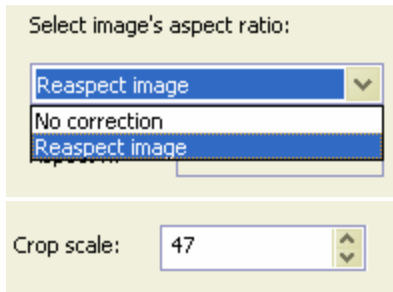 Select image's aspect ratio:
Reaspect image
No correction
Reaspect image
Crop scale: 47